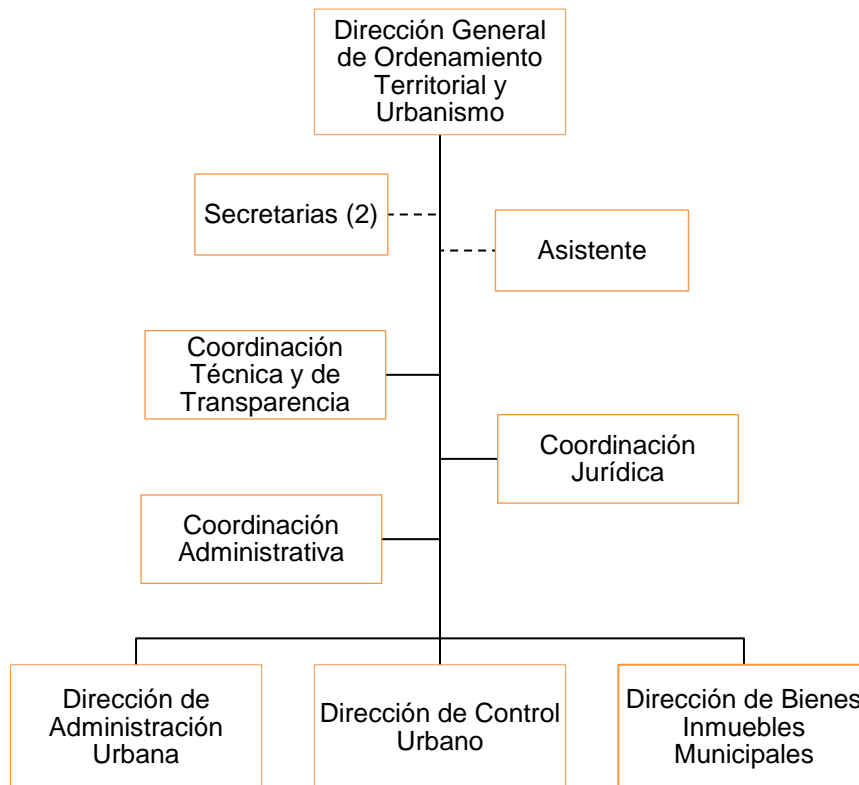 Dirección General
de Ordenamiento
Territorial y
Urbanismo
Secretarias (2)
Asistente
Coordinación
Técnica y de
Transparencia
Coordinación
Jurídica
Coordinación
Administrativa
Dirección de
Administración
Urbana
Dirección de Control
Urbano
Dirección de Bienes
Inmuebles
Municipales